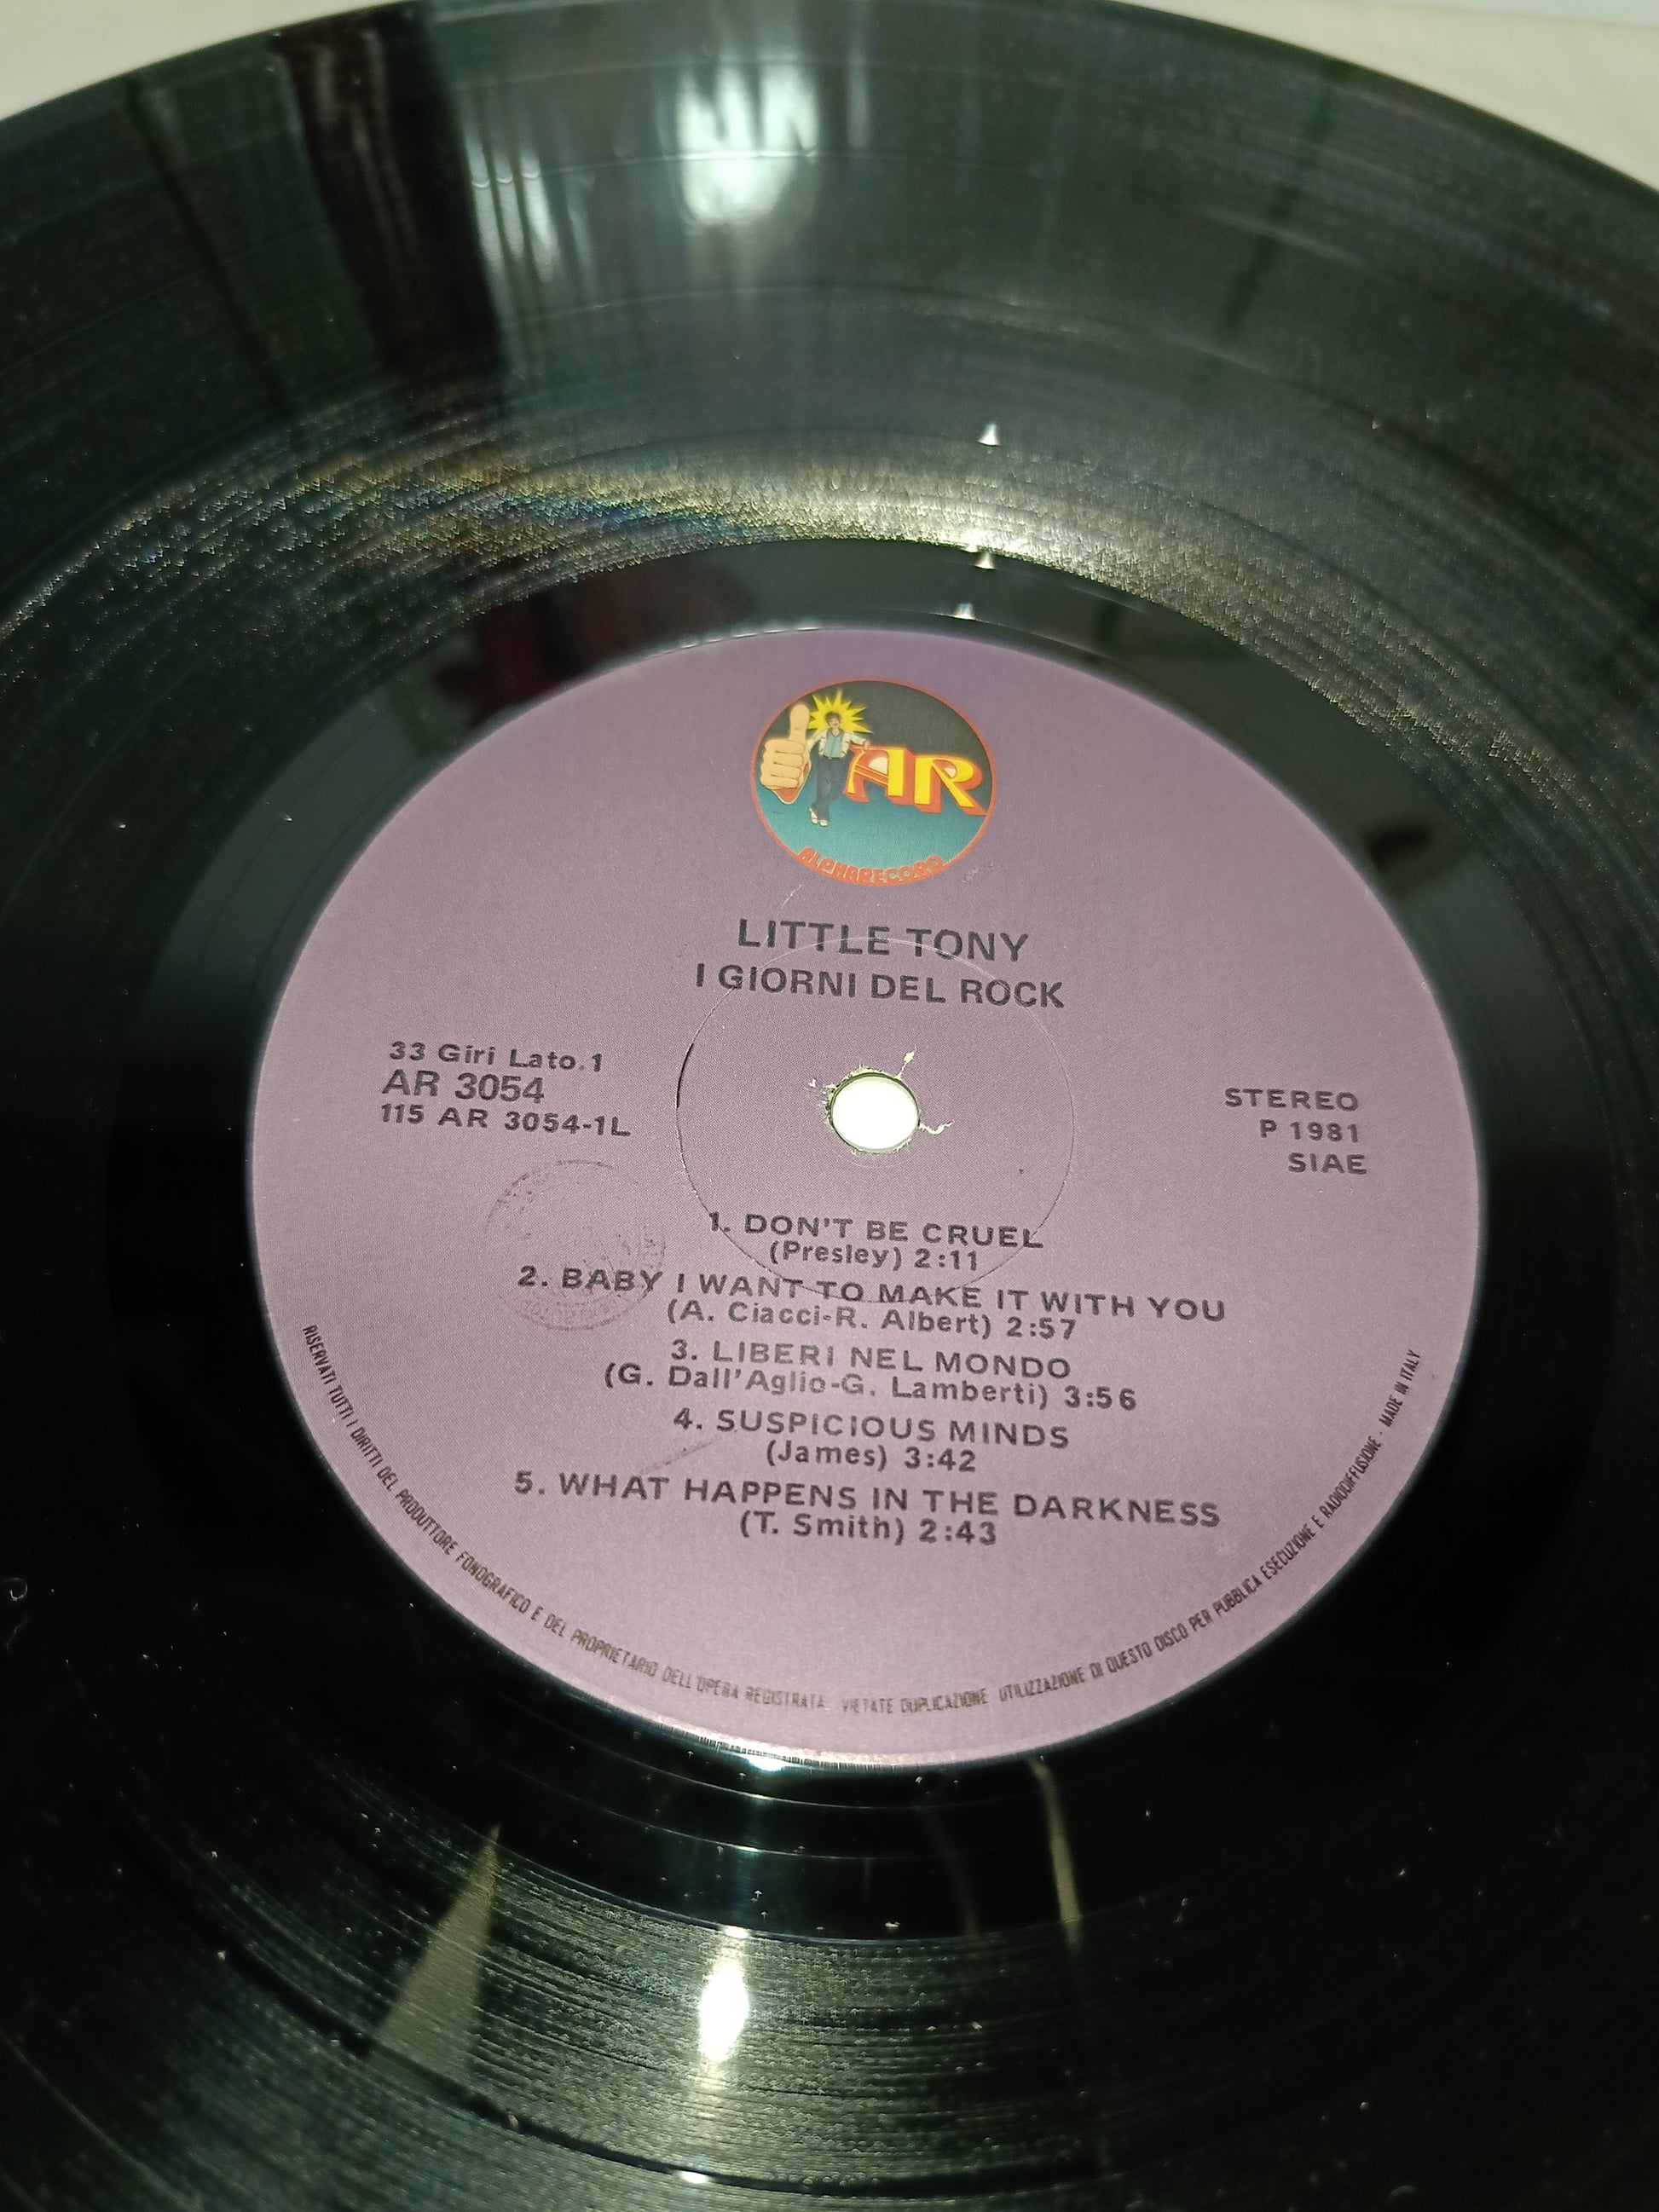 AR
ALPHARECORD
LITTLE TONY
I GIORNI DEL ROCK
33 Giri Lato.1
AR 3054
115 AR 3054-1L
STEREO
P 1981
SIAE
1. DON'T BE CRUEL
(Presley) 2:11
2. BABY I WANT TO MAKE IT WITH YOU
(A. Ciacci-R. Albert) 2:57
3. LIBERI NEL MONDO
(G. Dall'Aglio-G. Lamberti) 3:56
4. SUSPICIOUS MINDS
(James) 3:42
5. WHAT HAPPENS IN THE DARKNESS
(T. Smith) 2:43
RISERVATI TUTTI I DIRITTI DEL PRODUTTORE FONOGRAFICO E DEL PROPRIETARIO DELL'OPERA REGISTRATA. VIETATE DUPLICAZIONE UTILIZZAZIONE DI QUESTO DISCO PER PUBBLICA ESECUZIONE E RADIODIFFUSIONE · MADE IN ITALY